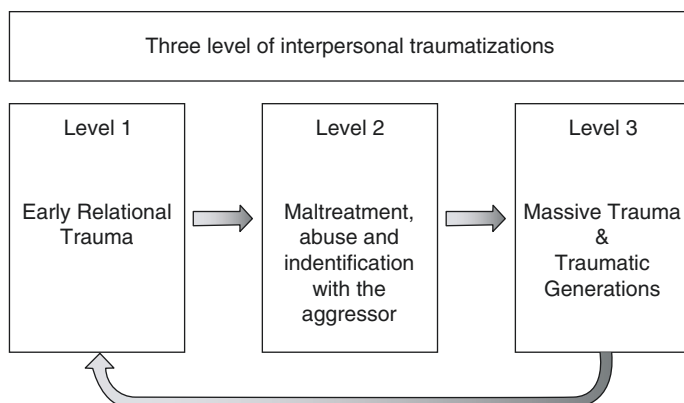 Three level of interpersonal traumatizations
Level 1
Early Relational
Trauma
Level 2
Maltreatment,
abuse and
indentification
with the
aggressor
Level 3
Massive Trauma
&
Traumatic
Generations